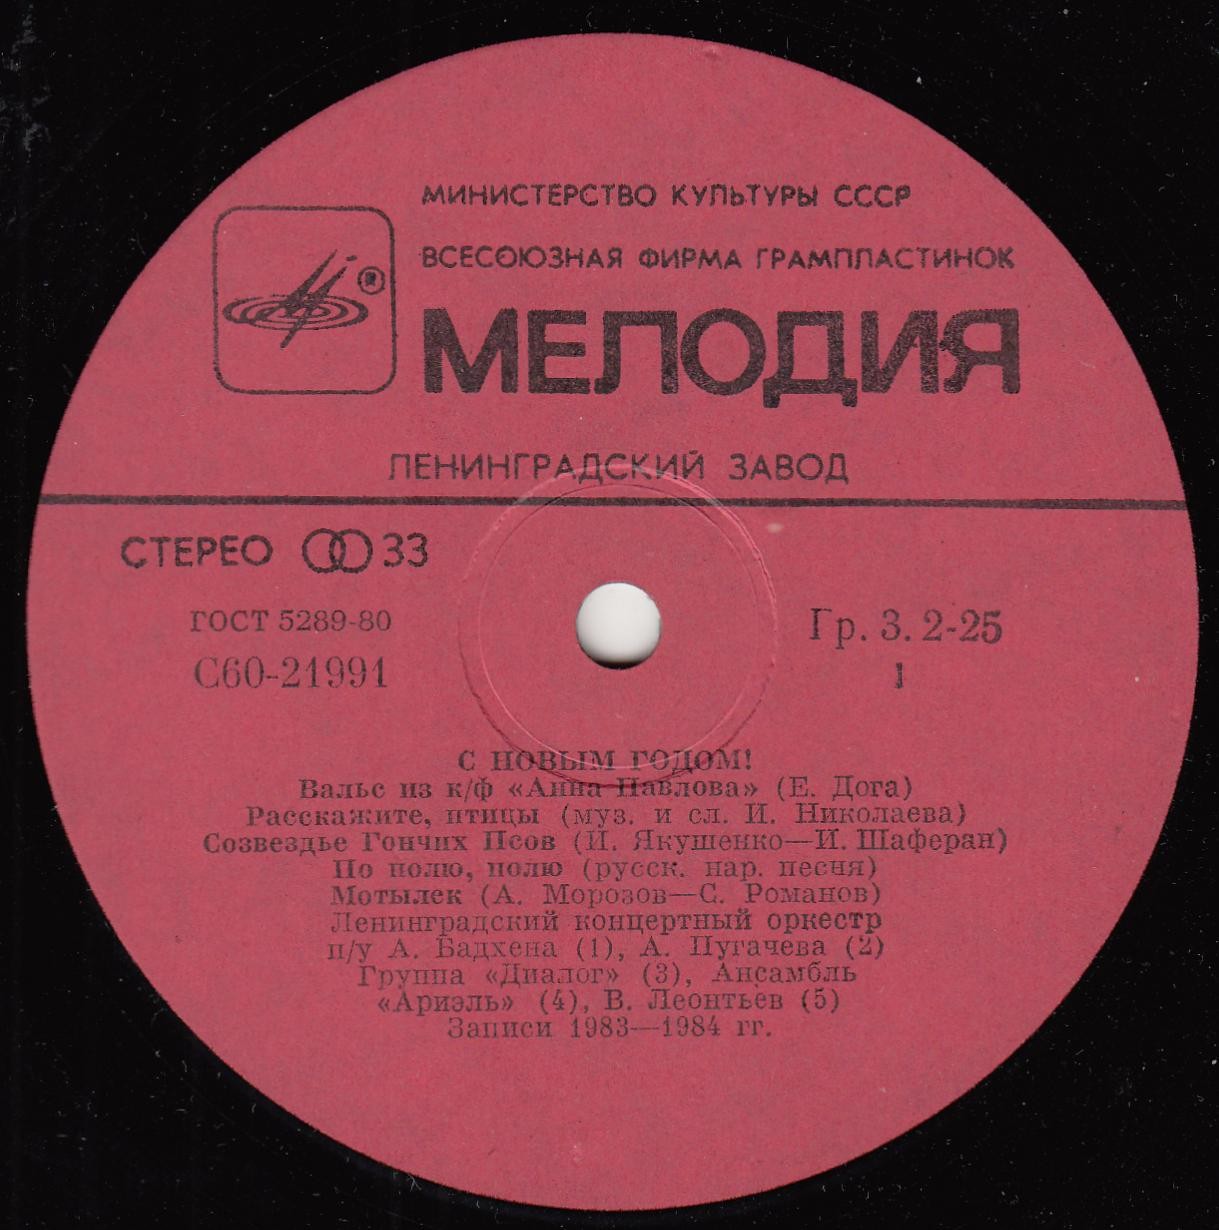 МИНИСТЕРСТВО КУЛЬТУРЫ СССР
ВСЕСОЮЗНАЯ ФИРМА ГРАМПЛАСТИНОК
®
МЕЛОДИЯ
ЛЕНИНГРАДСКИЙ ЗАВОД
СТЕРЕО 33
ГОСТ 5289-80
С60-21991
Гр. 3. 2-25
1
С НОВЫМ ГОДОМ!
Вальс из к/ф «Анна Павлова» (Е. Дога)
Расскажите, птицы (муз. и сл. И. Николаева)
Созвездье Гончих Псов (И. Якушенко—И. Шаферан)
По полю, полю (русск. нар. песня)
Мотылек (А. Морозов—С. Романов)
Ленинградский концертный оркестр
п/у А. Бадхена (1), А. Пугачева (2)
Группа «Диалог» (3), Ансамбль
«Ариэль» (4), В. Леонтьев (5)
Записи 1983—1984 гг.